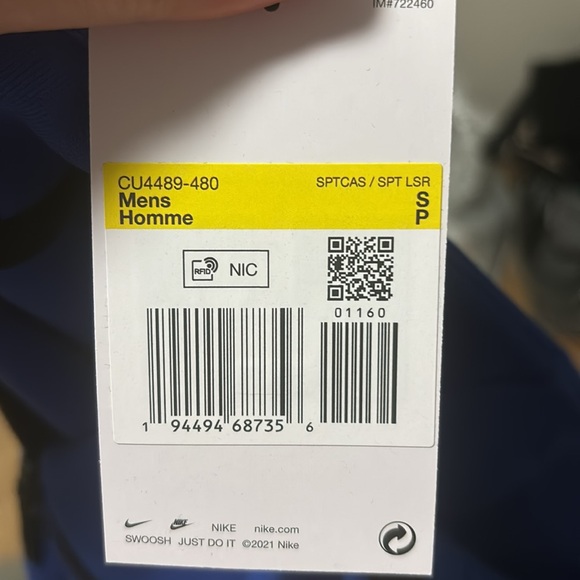 IM#722460
CU4489-480 SPTCAS / SPT LSR
Mens S
Homme P
RFID NIC
01160
1 94494 68735 6
NIKE NIKE nike.com
SWOOSH JUST DO IT ©2021 Nike